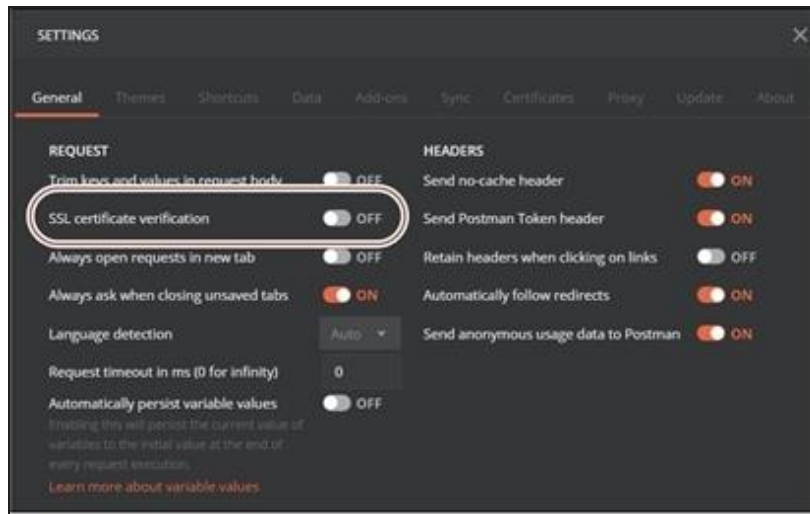 SETTINGS
General Themes Shortcuts Data Add-ons Sync Certificates Proxy Update About
REQUEST
Trim keys and values in request body OFF
SSL certificate verification OFF
Always open requests in new tab OFF
Always ask when closing unsaved tabs ON
Language detection Auto
Request timeout in ms (0 for infinity) 0
Automatically persist variable values OFF
Enabling this will persist the current value of
variables to the initial value at the end of
every request execution.
Learn more about variable values
HEADERS
Send no-cache header ON
Send Postman Token header ON
Retain headers when clicking on links OFF
Automatically follow redirects ON
Send anonymous usage data to Postman ON